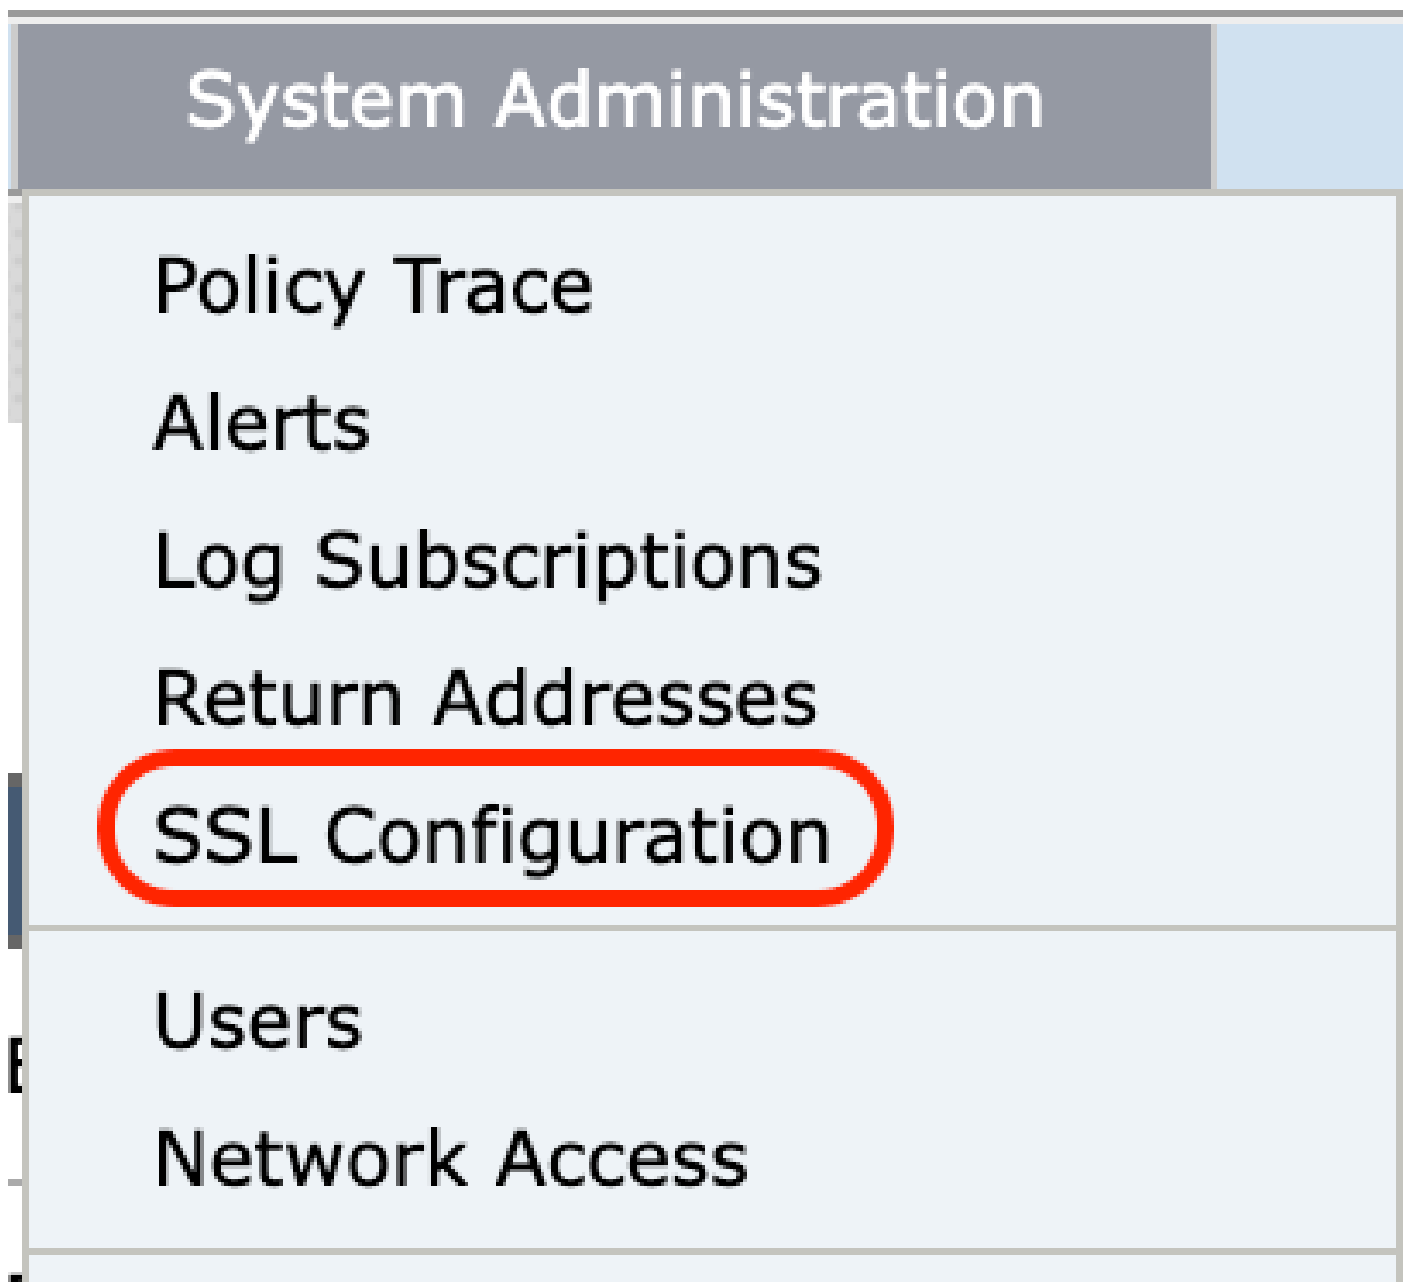 System Administration
Policy Trace
Alerts
Log Subscriptions
Return Addresses
SSL Configuration
Users
Network Access